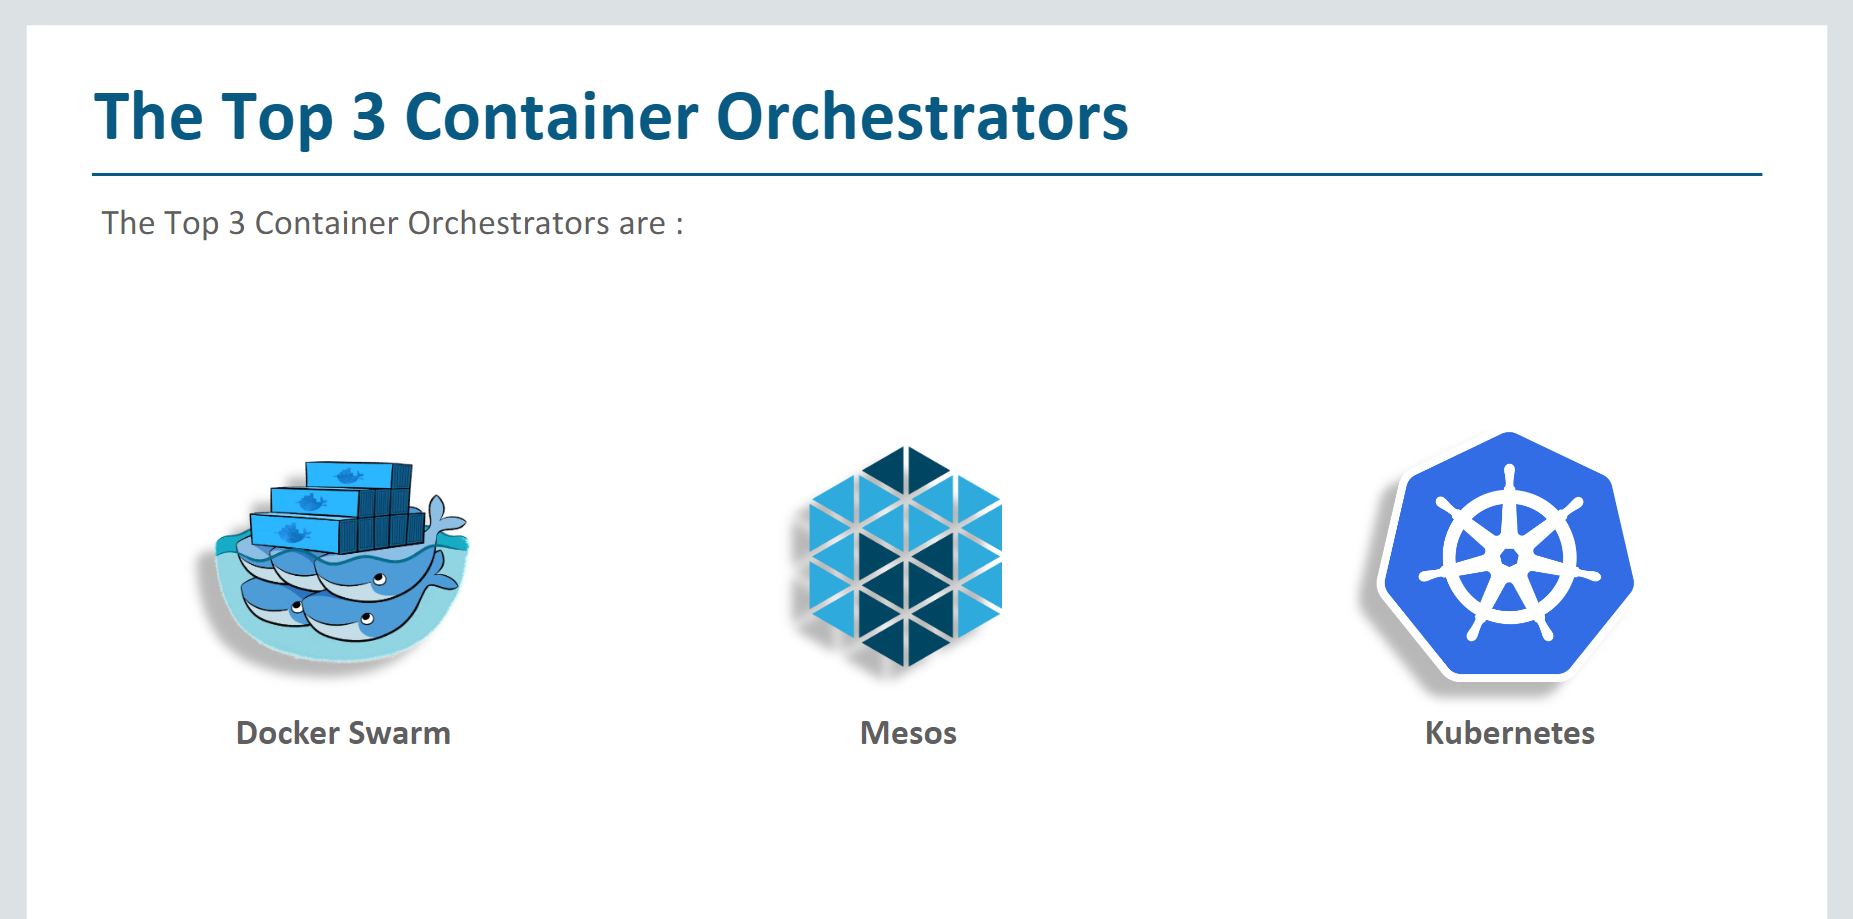 The Top 3 Container Orchestrators
The Top 3 Container Orchestrators are :
Docker Swarm
Mesos
Kubernetes